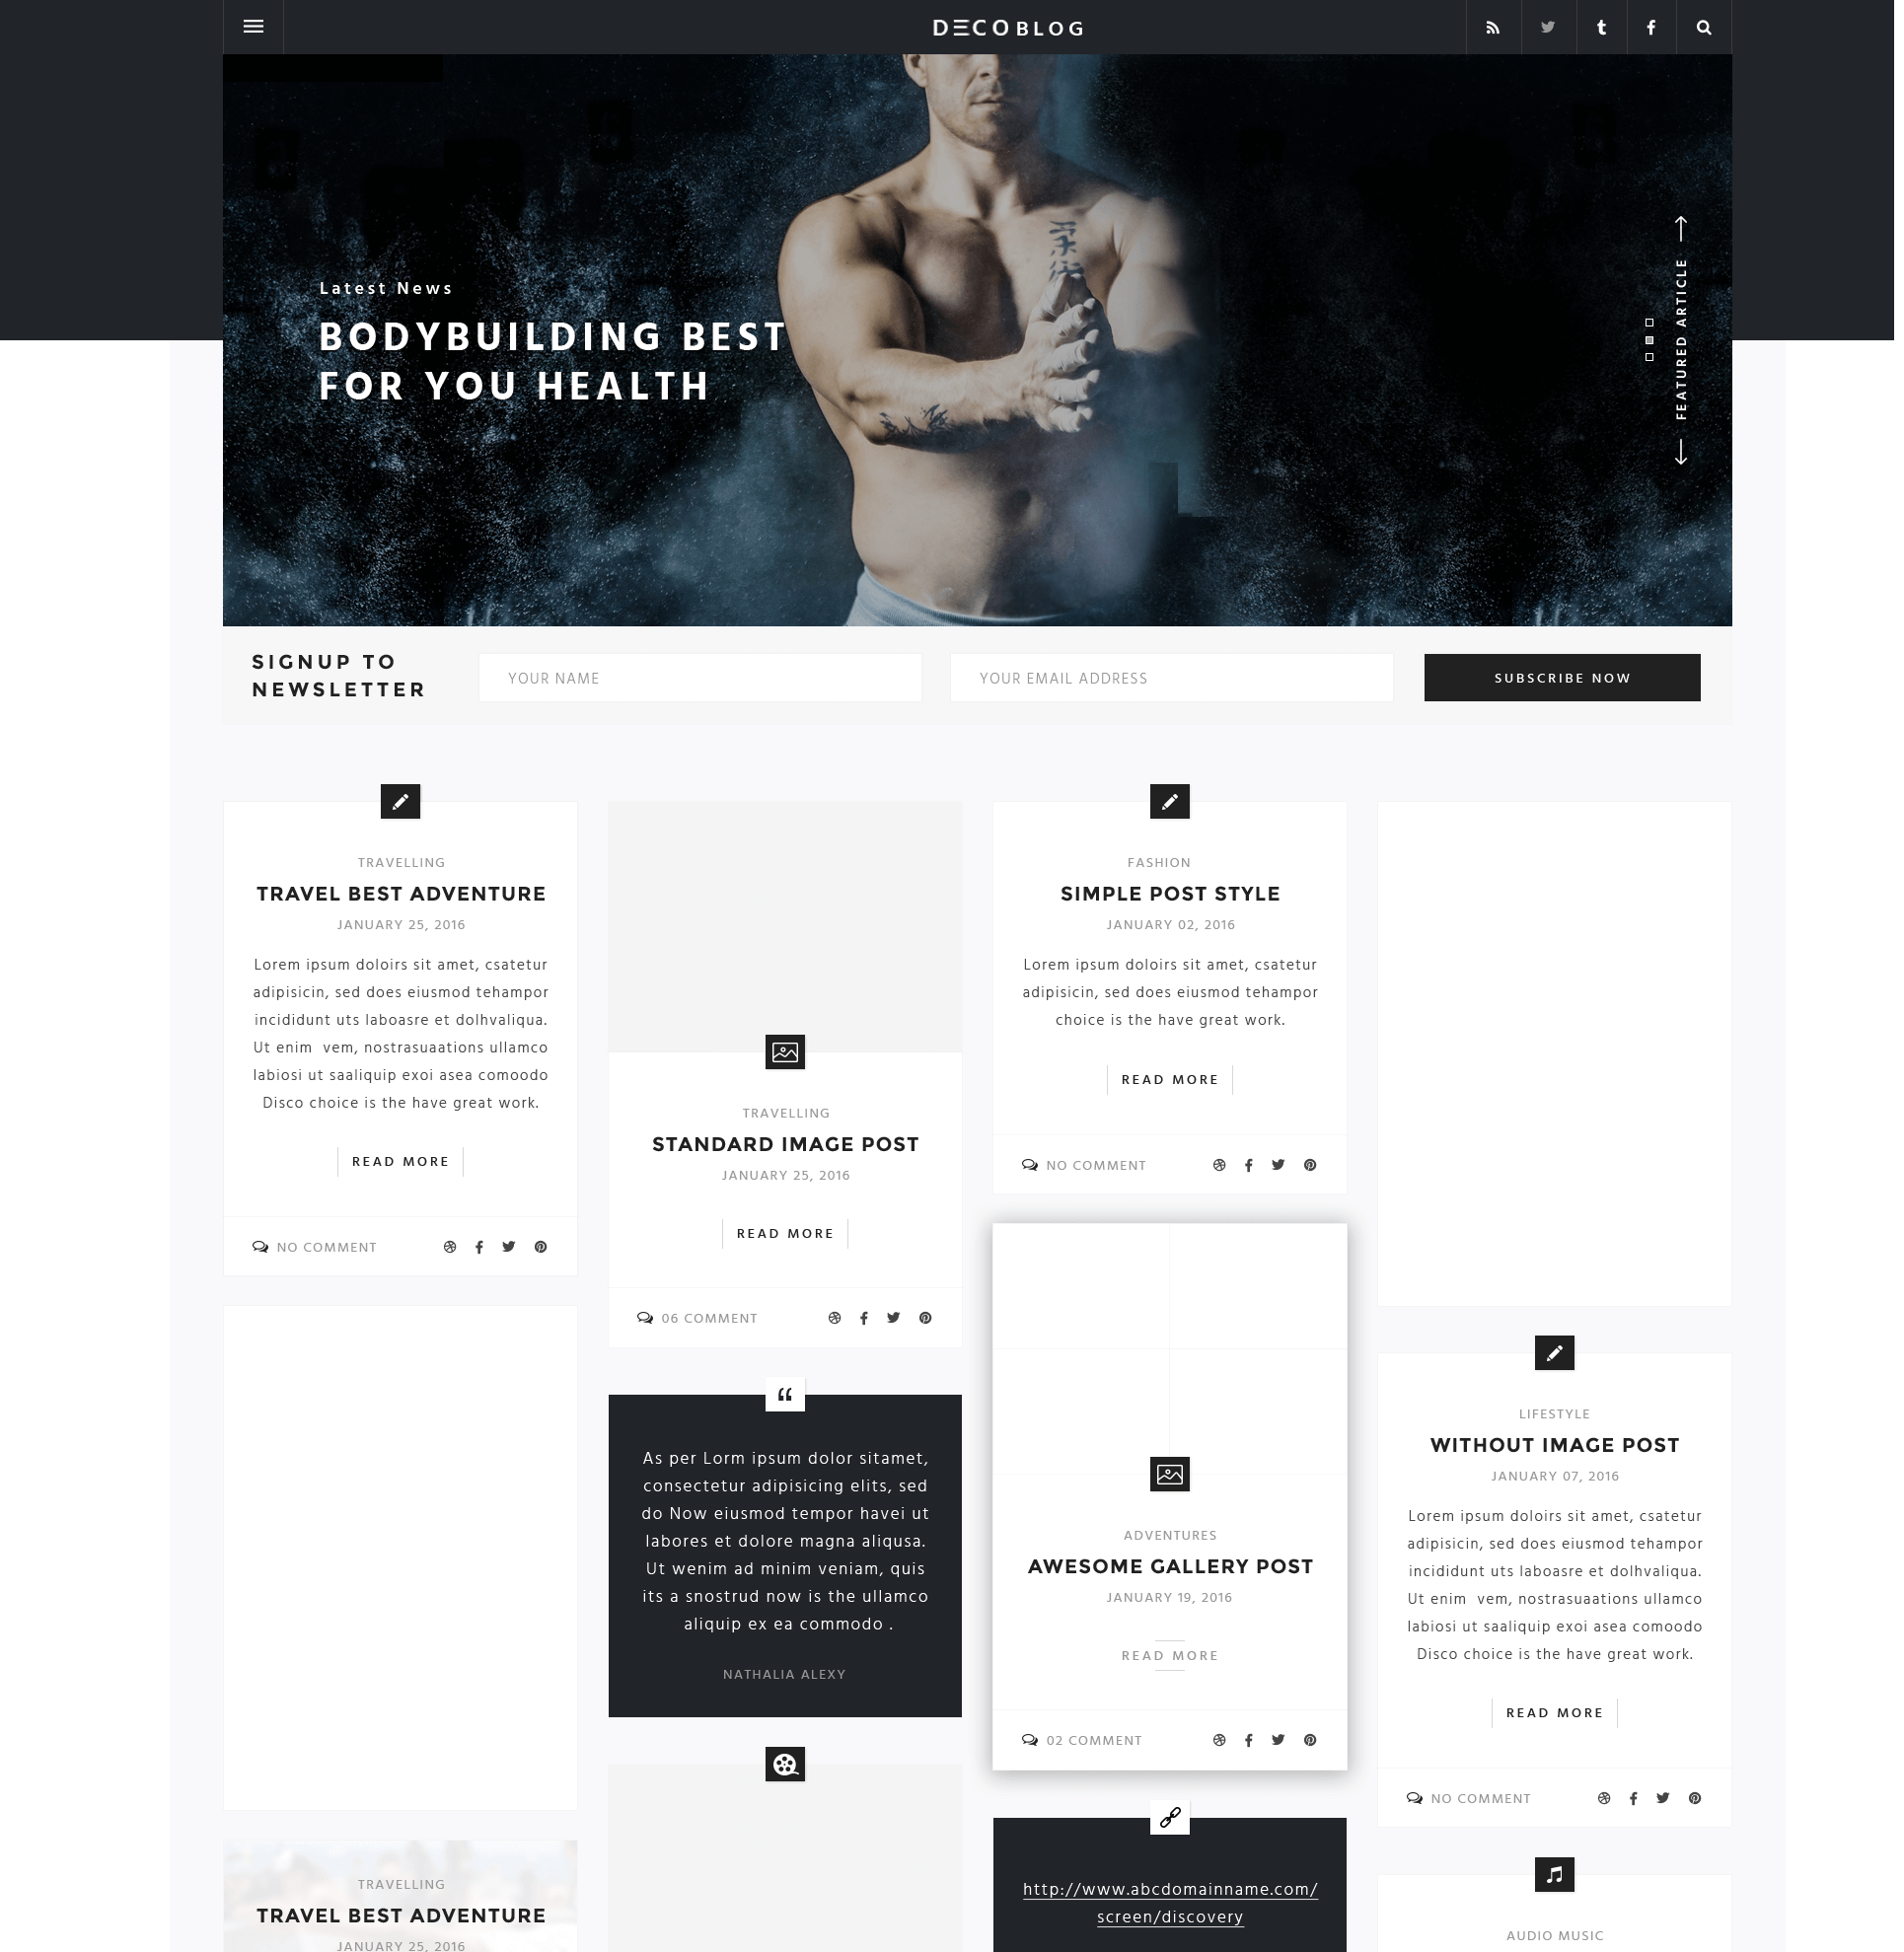 DECOBLOG
Latest News
BODYBUILDING BEST
FOR YOU HEALTH
FEATURED ARTICLE
SIGNUP TO
NEWSLETTER
YOUR NAME
YOUR EMAIL ADDRESS
SUBSCRIBE NOW
TRAVELLING
TRAVEL BEST ADVENTURE
JANUARY 25, 2016
Lorem ipsum doloirs sit amet, csatetur
adipisicin, sed does eiusmod tehampor
incididunt uts laboasre et dolhvaliqua.
Ut enim vem, nostrasuaations ullamco
labiosi ut saaliquip exoi asea comoodo
Disco choice is the have great work.
READ MORE
NO COMMENT
TRAVELLING
TRAVEL BEST ADVENTURE
JANUARY 25, 2016
TRAVELLING
STANDARD IMAGE POST
JANUARY 25, 2016
READ MORE
06 COMMENT
“
As per Lorm ipsum dolor sitamet,
consectetur adipisicing elits, sed
do Now eiusmod tempor havei ut
labores et dolore magna aliqusa.
Ut wenim ad minim veniam, quis
its a snostrud now is the ullamco
aliquip ex ea commodo .
NATHALIA ALEXY
FASHION
SIMPLE POST STYLE
JANUARY 02, 2016
Lorem ipsum doloirs sit amet, csatetur
adipisicin, sed does eiusmod tehampor
choice is the have great work.
READ MORE
NO COMMENT
ADVENTURES
AWESOME GALLERY POST
JANUARY 19, 2016
READ MORE
02 COMMENT
http://www.abcdomainname.com/
screen/discovery
LIFESTYLE
WITHOUT IMAGE POST
JANUARY 07, 2016
Lorem ipsum doloirs sit amet, csatetur
adipisicin, sed does eiusmod tehampor
incididunt uts laboasre et dolhvaliqua.
Ut enim vem, nostrasuaations ullamco
labiosi ut saaliquip exoi asea comoodo
Disco choice is the have great work.
READ MORE
NO COMMENT
AUDIO MUSIC